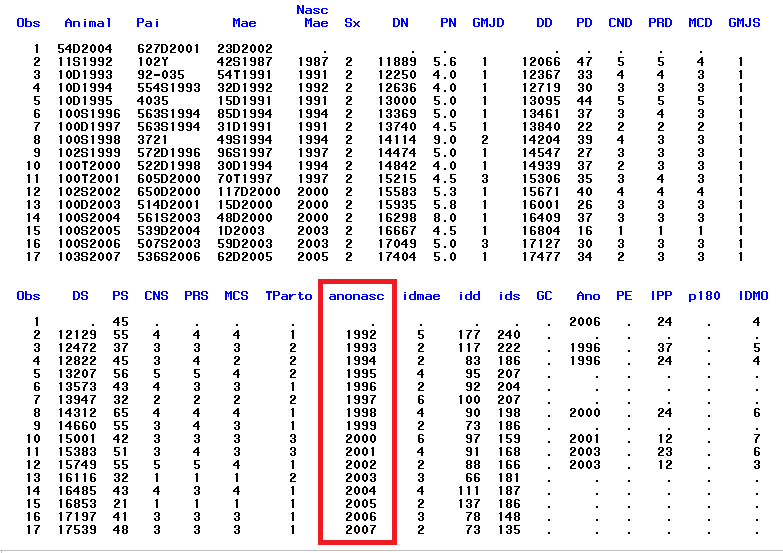 Nasc
Obs Animal Pai Mae Mae Sx DN PN GMJD DD PD CND PRD MCD GMJS
1 54D2004 627D2001 23D2002 . . . . . . . . . .
2 11S1992 102Y 42S1987 1987 2 11889 5.6 1 12066 47 5 5 4 1
3 10D1993 92-035 54T1991 1991 2 12250 4.0 1 12367 33 4 4 3 1
4 10D1994 554S1993 32D1992 1992 2 12636 4.0 1 12719 30 3 3 3 1
5 10D1995 4035 15D1991 1991 2 13000 5.0 1 13095 44 5 5 5 1
6 100S1996 563S1994 85D1994 1994 2 13369 5.0 1 13461 37 3 4 3 1
7 100D1997 563S1994 31D1991 1991 2 13740 4.5 1 13840 22 2 2 2 1
8 100S1998 3721 49S1994 1994 2 14114 9.0 2 14204 39 4 3 3 1
9 102S1999 572D1996 96S1997 1997 2 14474 5.0 1 14547 27 3 3 3 1
10 100T2000 522D1998 30D1994 1994 2 14842 4.0 1 14939 37 2 3 3 1
11 100T2001 605D2000 70T1997 1997 2 15215 4.5 3 15306 35 3 4 3 1
12 102S2002 650D2000 117D2000 2000 2 15583 5.3 1 15671 40 4 4 4 1
13 100D2003 514D2001 15D2000 2000 2 15935 5.8 1 16001 26 3 3 3 1
14 100S2004 561S2003 48D2000 2000 2 16298 8.0 1 16409 37 3 3 3 1
15 100S2005 539D2004 1D2003 2003 2 16667 4.5 1 16804 16 1 1 1 1
16 100S2006 507S2003 59D2003 2003 2 17049 5.0 3 17127 30 3 3 3 1
17 103S2007 536S2006 62D2005 2005 2 17404 5.0 1 17477 34 2 3 3 1
Obs DS PS CNS PRS MCS TParto anonasc idmae idd ids GC Ano PE IPP p180 IDMO
1 . 45 . . . . . . . . . 2006 . 24 . 4
2 12129 55 4 4 4 1 1992 5 177 240 . . . . . .
3 12472 37 3 3 3 2 1993 2 117 222 . 1996 . 37 . 5
4 12822 45 3 4 2 2 1994 2 83 186 . 1996 . 24 . 4
5 13207 56 5 5 4 2 1995 4 95 207 . . . . . .
6 13573 43 4 3 3 1 1996 2 92 204 . . . . . .
7 13947 32 2 2 2 2 1997 6 100 207 . . . . . .
8 14312 65 4 4 4 1 1998 4 90 198 . 2000 . 24 . 6
9 14660 55 3 4 3 1 1999 2 73 186 . . . . . .
10 15001 42 3 3 3 3 2000 6 97 159 . 2001 . 12 . 7
11 15383 51 3 4 3 3 2001 4 91 168 . 2003 . 23 . 6
12 15749 55 5 5 4 1 2002 2 88 166 . 2003 . 12 . 3
13 16116 32 1 1 1 2 2003 3 66 181 . . . . . .
14 16485 43 4 3 4 1 2004 4 111 187 . . . . . .
15 16853 21 1 1 1 1 2005 2 137 186 . . . . . .
16 17197 41 3 3 3 1 2006 3 78 148 . . . . . .
17 17539 48 3 3 3 1 2007 2 73 135 . . . . . .